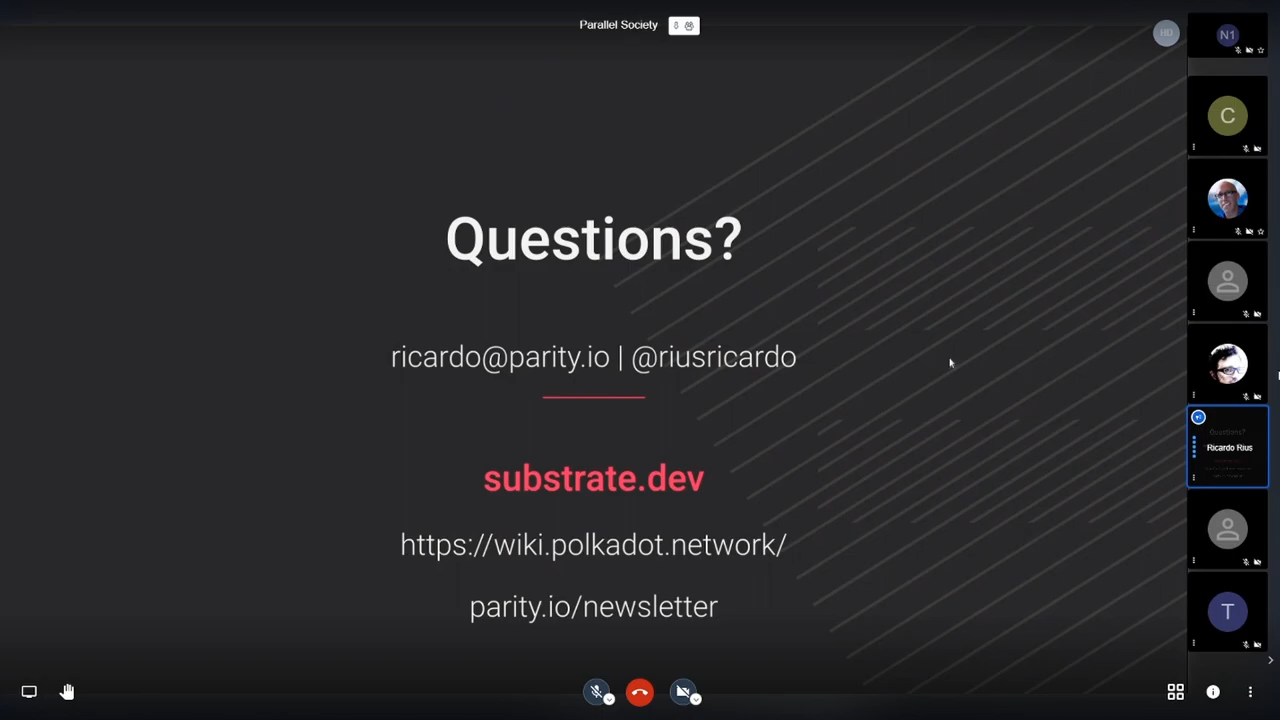 Parallel Society
HD
N1
C
Questions?
ricardo@parity.io | @riusricardo
Ricardo Rius
substrate.dev
https://wiki.polkadot.network/
parity.io/newsletter
T